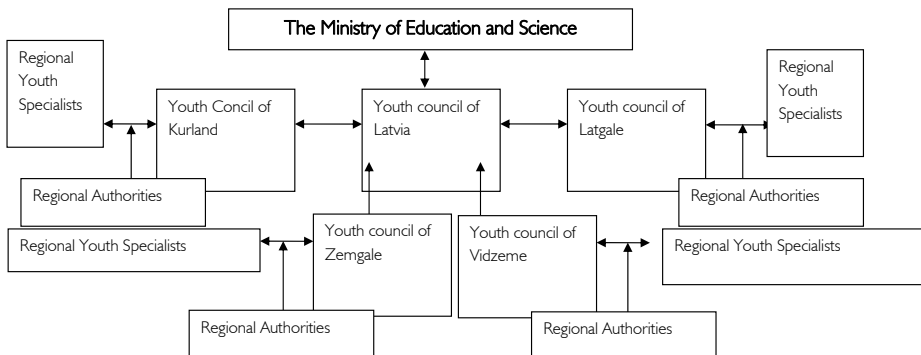 The Ministry of Education and Science
Regional
Youth
Specialists
Youth Concil of
Kurland
Youth council of
Latvia
Youth council of
Latgale
Regional
Youth
Specialists
Regional Authorities
Regional Authorities
Regional Youth Specialists
Youth council of
Zemgale
Youth council of
Vidzeme
Regional Youth Specialists
Regional Authorities
Regional Authorities